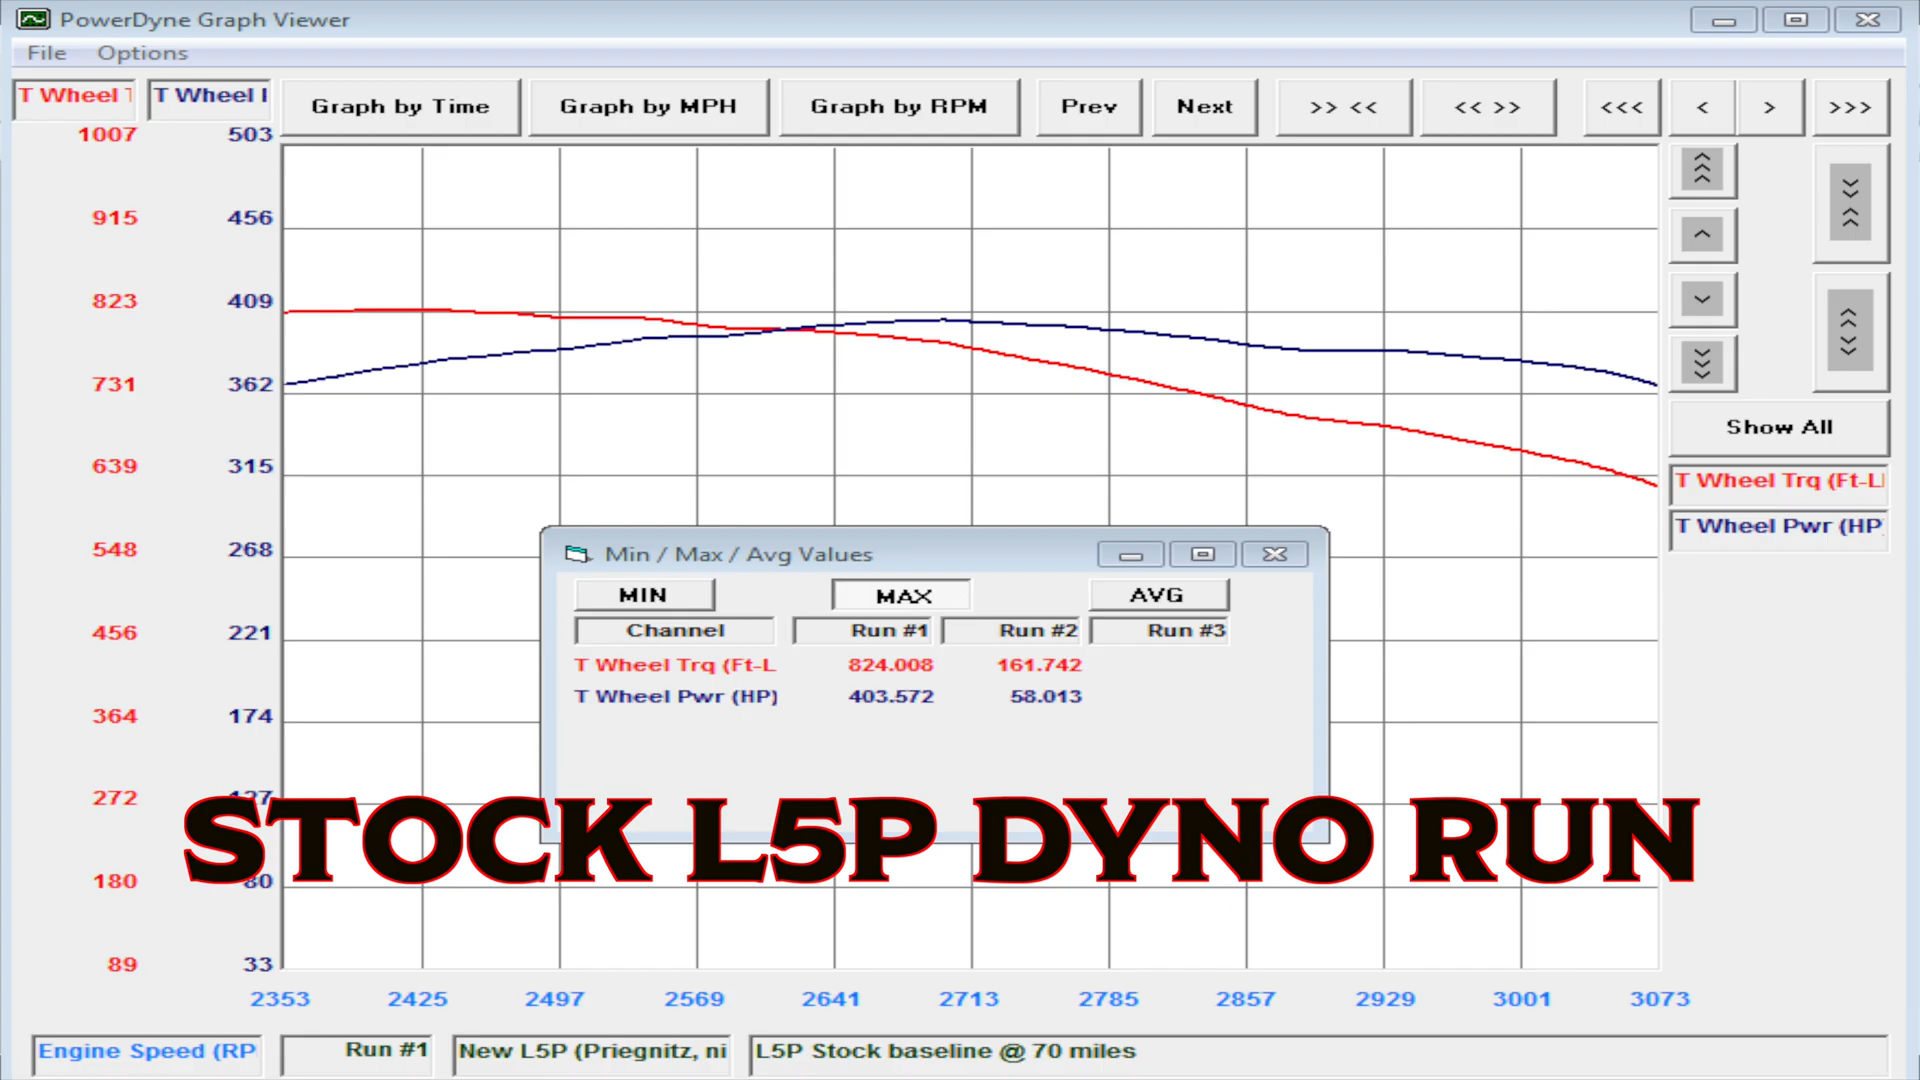 PowerDyne Graph Viewer
File Options
T Wheel T T Wheel I Graph by Time Graph by MPH Graph by RPM Prev Next >> << << >> <<< < > >>>
1007 503
915 456
823 409
731 362
Show All
639 315
T Wheel Trq (Ft-L
T Wheel Pwr (HP
548 268
Min / Max / Avg Values
MIN MAX AVG
Channel Run #1 Run #2 Run #3
456 221
T Wheel Trq (Ft-L 824.008 161.742
T Wheel Pwr (HP) 403.572 58.013
364 174
272
STOCK L5P DYNO RUN
180 80
89 33
2353 2425 2497 2569 2641 2713 2785 2857 2929 3001 3073
Engine Speed (RP Run #1 New L5P (Priegnitz, ni L5P Stock baseline @ 70 miles